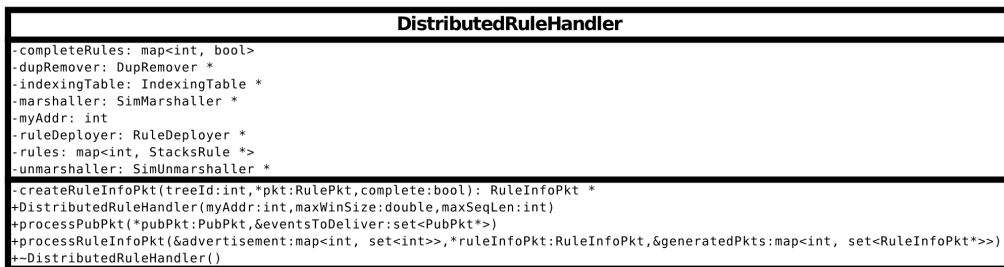 DistributedRuleHandler
-completeRules: map<int, bool>
-dupRemover: DupRemover *
-indexingTable: IndexingTable *
-marshaller: SimMarshaller *
-myAddr: int
-ruleDeployer: RuleDeployer *
-rules: map<int, StacksRule *>
-unmarshaller: SimUnmarshaller *
-createRuleInfoPkt(treeId:int,*pkt:RulePkt,complete:bool): RuleInfoPkt *
+DistributedRuleHandler(myAddr:int,maxWinSize:double,maxSeqLen:int)
+processPubPkt(*pubPkt:PubPkt,&eventsToDeliver:set<PubPkt*>)
+processRuleInfoPkt(&advertisement:map<int, set<int>>,*ruleInfoPkt:RuleInfoPkt,&generatedPkts:map<int, set<RuleInfoPkt*>>)
+~DistributedRuleHandler()